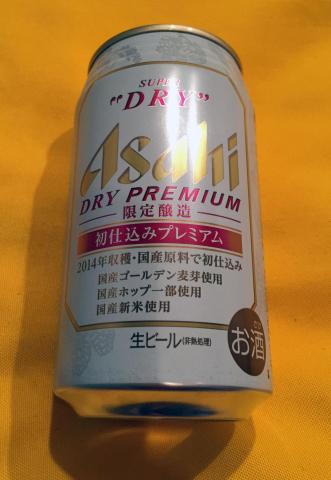 SUPER
"DRY"
Asahi
DRY PREMIUM
限定醸造
初仕込みプレミアム
2014年収穫・国産原料で初仕込み
国産ゴールデン麦芽使用
国産ホップ一部使用
国産新米使用
生ビール(非熱処理)
お酒